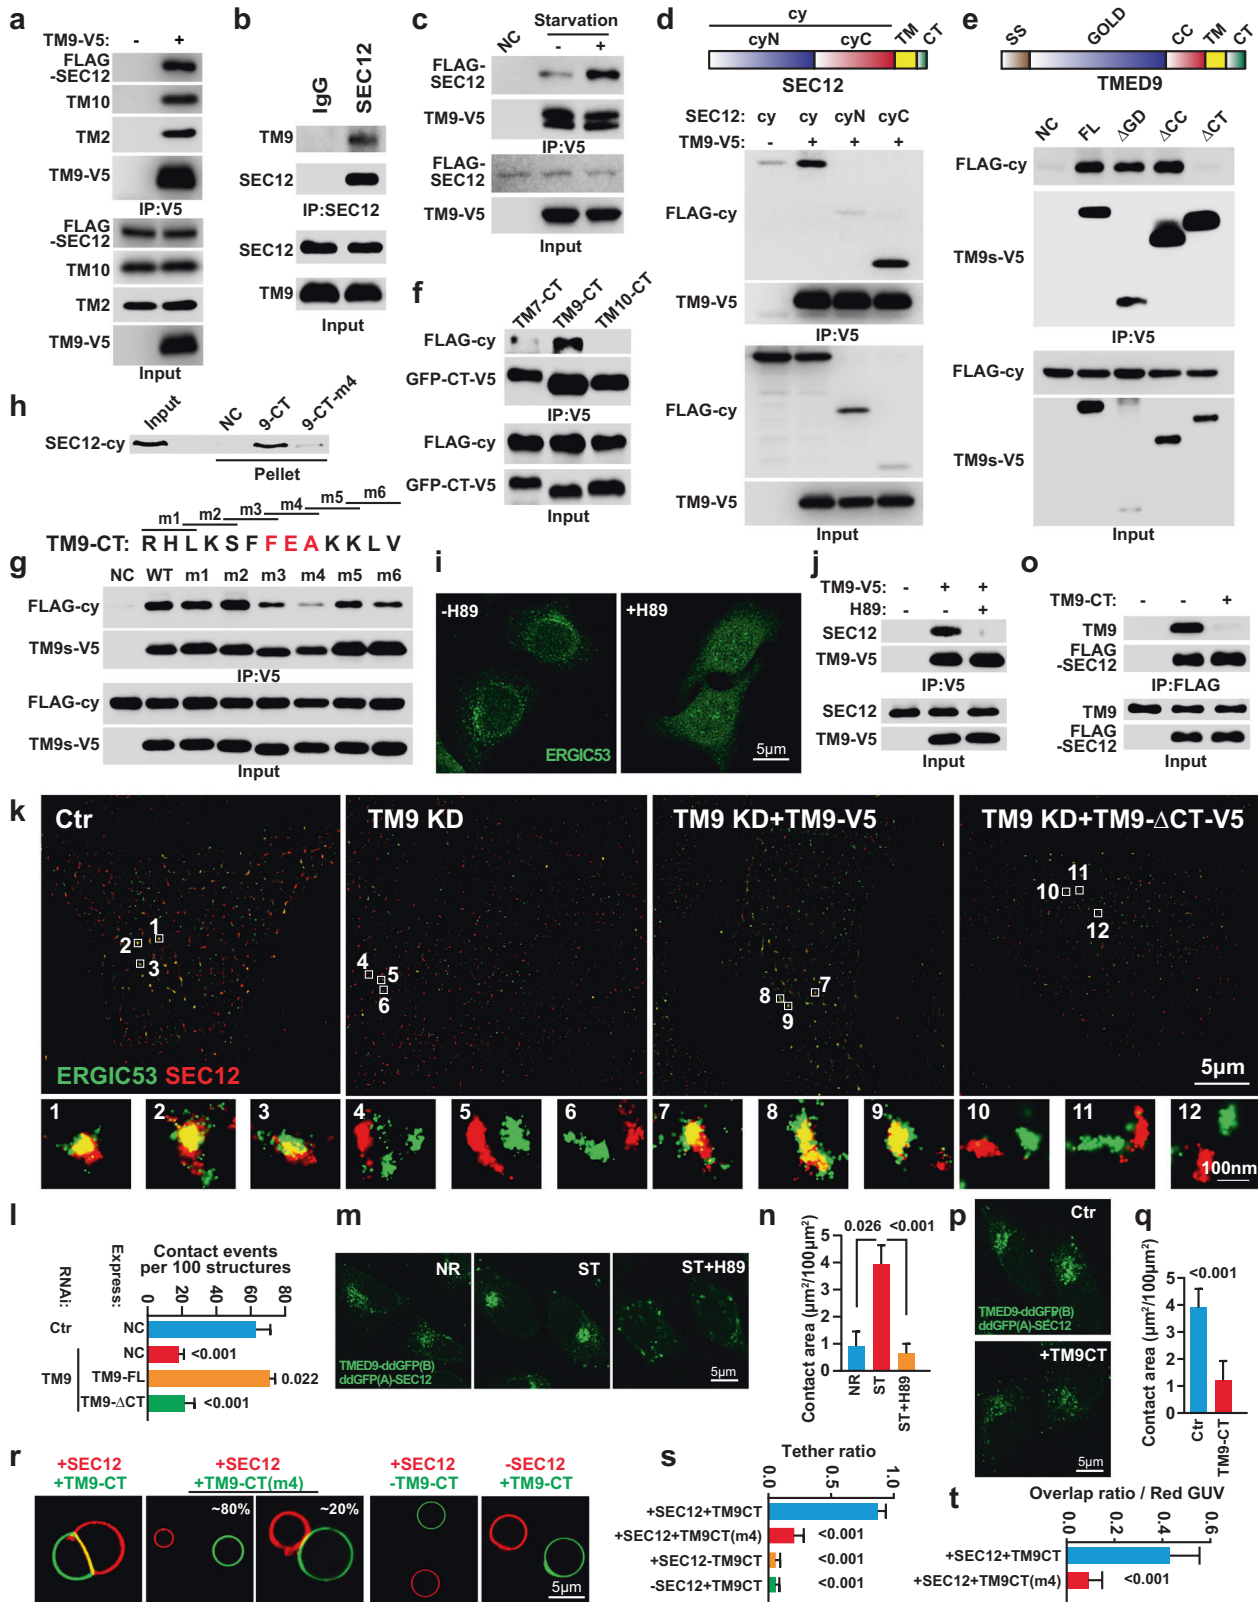 a
TM9-V5: - +
FLAG
-SEC12
TM10
TM2
TM9-V5
IP:V5
FLAG
-SEC12
TM10
TM2
TM9-V5
Input
b
IgG
SEC12
TM9
SEC12
IP:SEC12
SEC12
TM9
Input
c
Starvation
NC - +
FLAG-
SEC12
TM9-V5
IP:V5
FLAG-
SEC12
TM9-V5
Input
d
cy
cyN cyC TM CT
SEC12
SEC12: cy cy cyN cyC
TM9-V5: - + + +
FLAG-cy
TM9-V5
IP:V5
FLAG-cy
TM9-V5
Input
e
SS GOLD CC TM CT
TMED9
NC FL ΔGD ΔCC ΔCT
FLAG-cy
TM9s-V5
IP:V5
FLAG-cy
TM9s-V5
Input
f
TM7-CT TM9-CT TM10-CT
FLAG-cy
GFP-CT-V5
IP:V5
FLAG-cy
GFP-CT-V5
Input
h
Input NC 9-CT 9-CT-m4
SEC12-cy
Pellet
m1 m2 m3 m4 m5 m6
TM9-CT: R H L K S F F E A K K L V
g
NC WT m1 m2 m3 m4 m5 m6
FLAG-cy
TM9s-V5
IP:V5
FLAG-cy
TM9s-V5
Input
i
-H89
+H89
ERGIC53
5µm
j
TM9-V5: - + +
H89: - - +
SEC12
TM9-V5
IP:V5
SEC12
TM9-V5
Input
o
TM9-CT: - - +
TM9
FLAG
-SEC12
IP:FLAG
TM9
FLAG
-SEC12
Input
k
Ctr
TM9 KD
TM9 KD+TM9-V5
TM9 KD+TM9-ΔCT-V5
1
2
3
4
5
6
7
8
9
10
11
12
ERGIC53 SEC12
5µm
1 2 3 4 5 6 7 8 9 10 11 12
100nm
l
Contact events
per 100 structures
RNAi:
Express:
0 20 40 60 80
Ctr NC
NC <0.001
TM9 TM9-FL 0.022
TM9-ΔCT <0.001
m
NR
ST
ST+H89
TMED9-ddGFP(B)
ddGFP(A)-SEC12
5µm
n
Contact area (µm²/100µm²)
0.026 <0.001
5
4
3
2
1
0
NR ST ST+H89
p
Ctr
TMED9-ddGFP(B)
ddGFP(A)-SEC12
+TM9CT
5µm
q
Contact area (µm²/100µm²)
<0.001
5
4
3
2
1
0
Ctr TM9-CT
r
+SEC12
+TM9-CT
+SEC12
+TM9-CT(m4)
+SEC12
-TM9-CT
-SEC12
+TM9-CT
~80%
~20%
5µm
s
Tether ratio
0.0 0.5 1.0
+SEC12+TM9CT
+SEC12+TM9CT(m4) <0.001
+SEC12-TM9CT <0.001
-SEC12+TM9CT <0.001
t
Overlap ratio / Red GUV
0.0 0.2 0.4 0.6
+SEC12+TM9CT
+SEC12+TM9CT(m4) <0.001